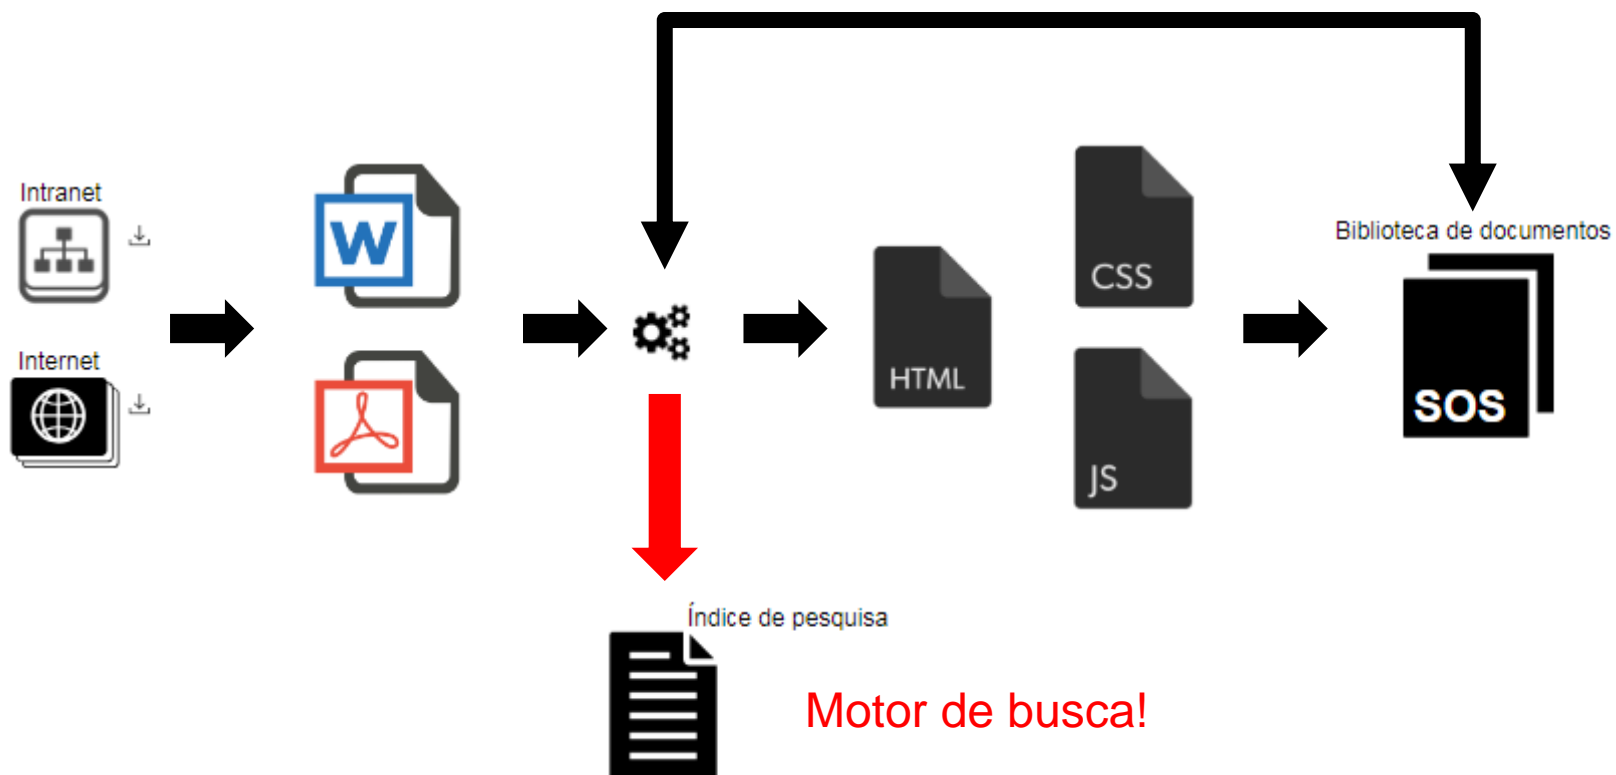 Intranet
Internet
W
HTML
CSS
JS
Biblioteca de documentos
SOS
Índice de pesquisa
Motor de busca!